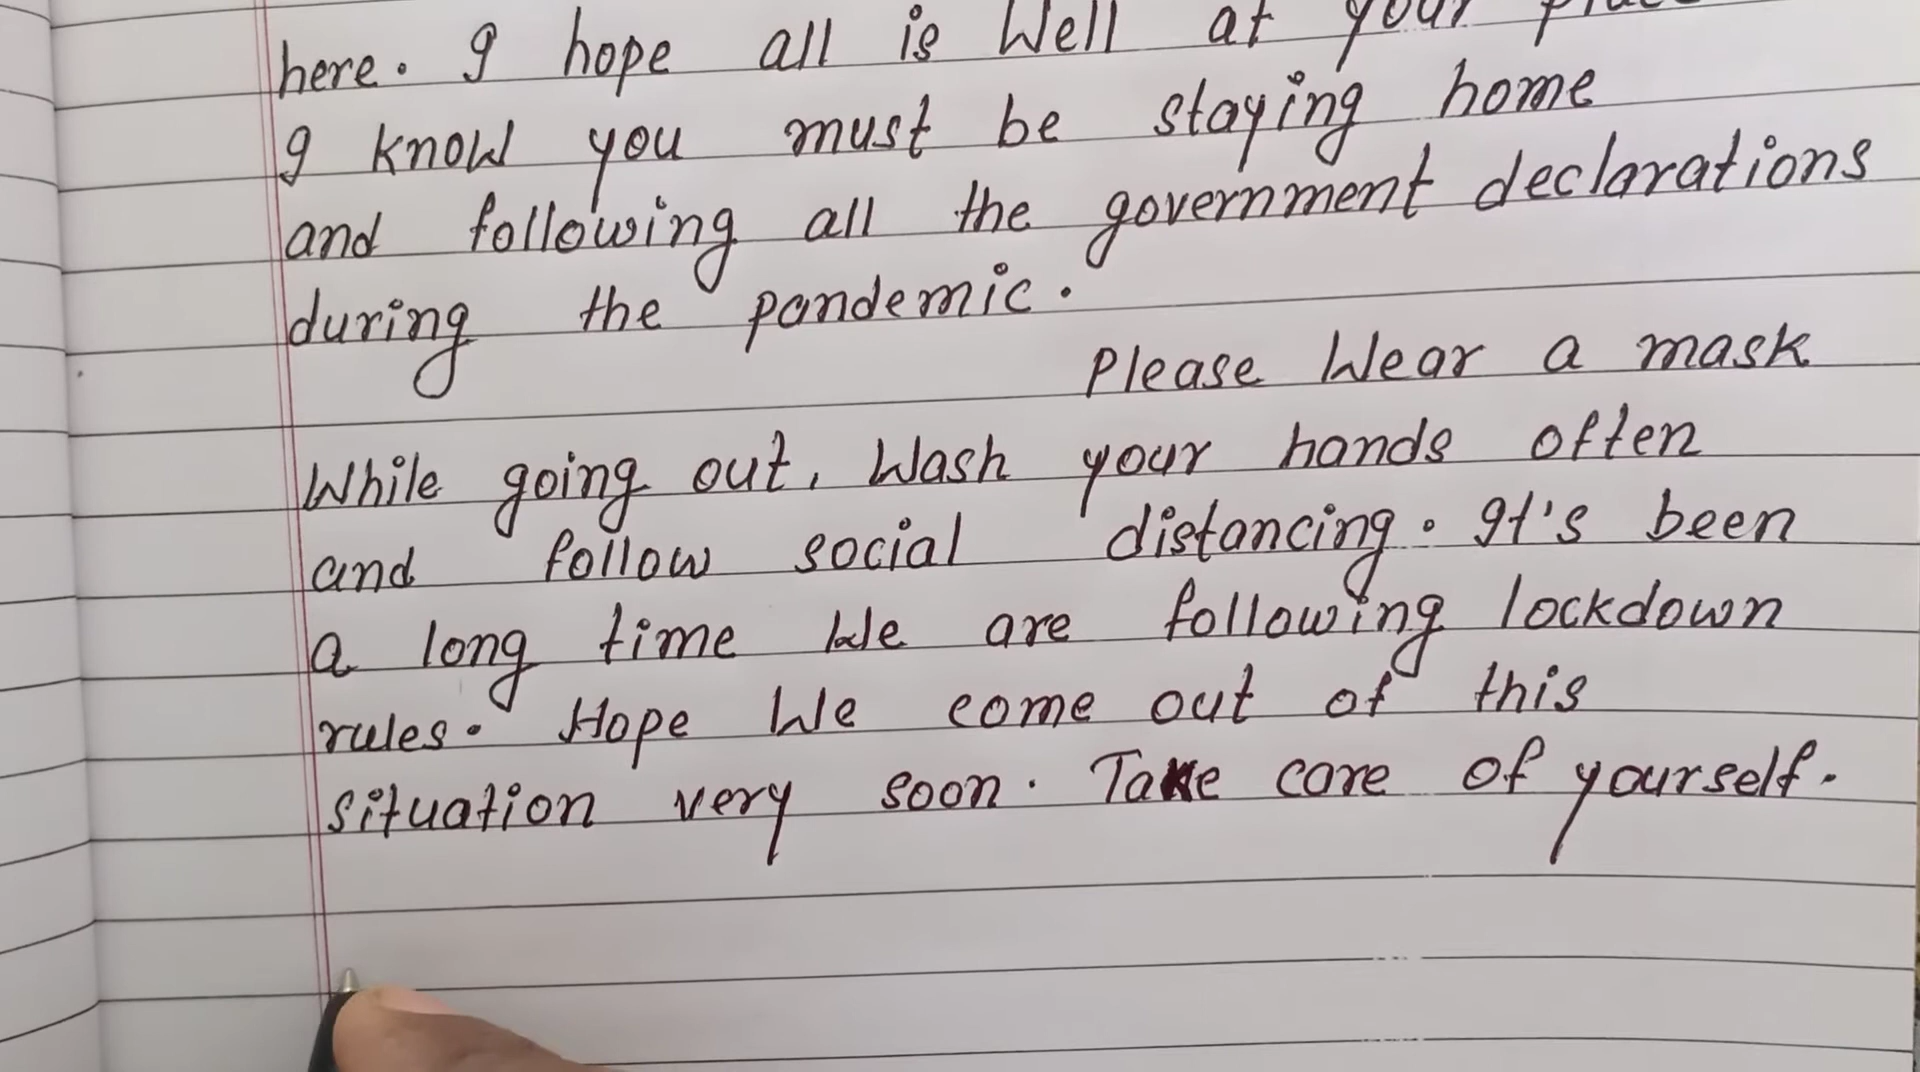 here. I hope all is Well at your place
I know you must be staying home
and following all the government declarations
during the pandemic.
Please Wear a mask
While going out, Wash your hands often
and follow social distancing. It's been
a long time We are following lockdown
rules. Hope We come out of this
situation very soon. Take care of yourself.